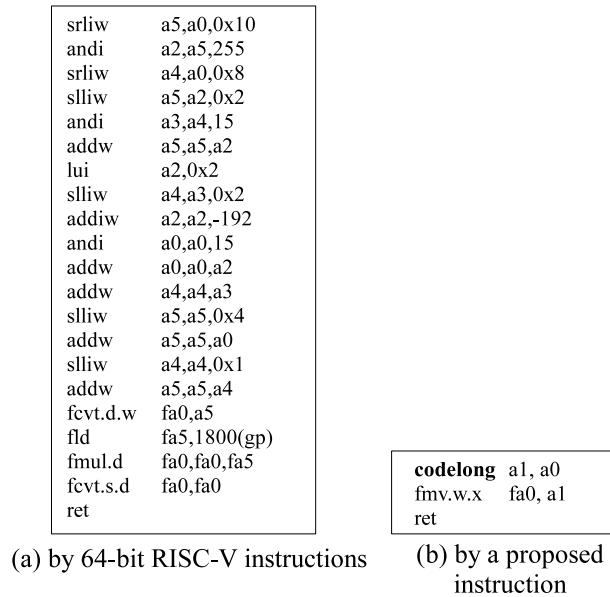 srliw a5,a0,0x10
andi a2,a5,255
srliw a4,a0,0x8
slliw a5,a2,0x2
andi a3,a4,15
addw a5,a5,a2
lui a2,0x2
slliw a4,a3,0x2
addiw a2,a2,-192
andi a0,a0,15
addw a0,a0,a2
addw a4,a4,a3
slliw a5,a5,0x4
addw a5,a5,a0
slliw a4,a4,0x1
addw a5,a5,a4
fcvt.d.w fa0,a5
fld fa5,1800(gp)
fmul.d fa0,fa0,fa5
fcvt.s.d fa0,fa0
ret
(a) by 64-bit RISC-V instructions
codelong a1, a0
fmv.w.x fa0, a1
ret
(b) by a proposed
instruction